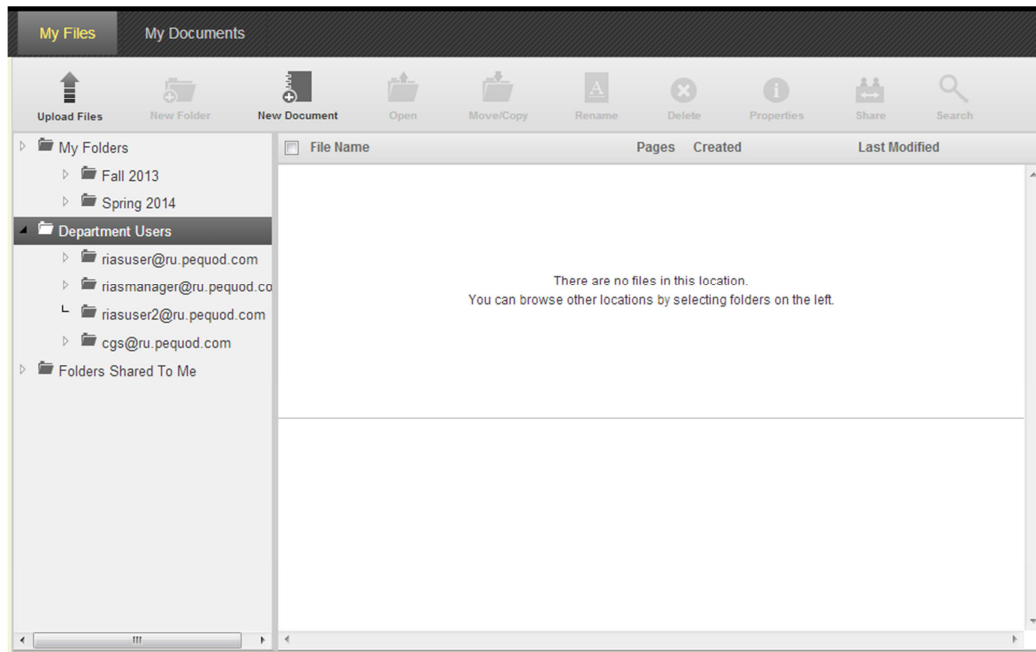 My Files My Documents
Upload Files New Folder New Document Open Move/Copy Rename Delete Properties Share Search
My Folders
Fall 2013
Spring 2014
Department Users
riasuser@ru.pequod.com
riasmanager@ru.pequod.co
riasuser2@ru.pequod.com
cgs@ru.pequod.com
Folders Shared To Me
File Name Pages Created Last Modified
There are no files in this location.
You can browse other locations by selecting folders on the left.